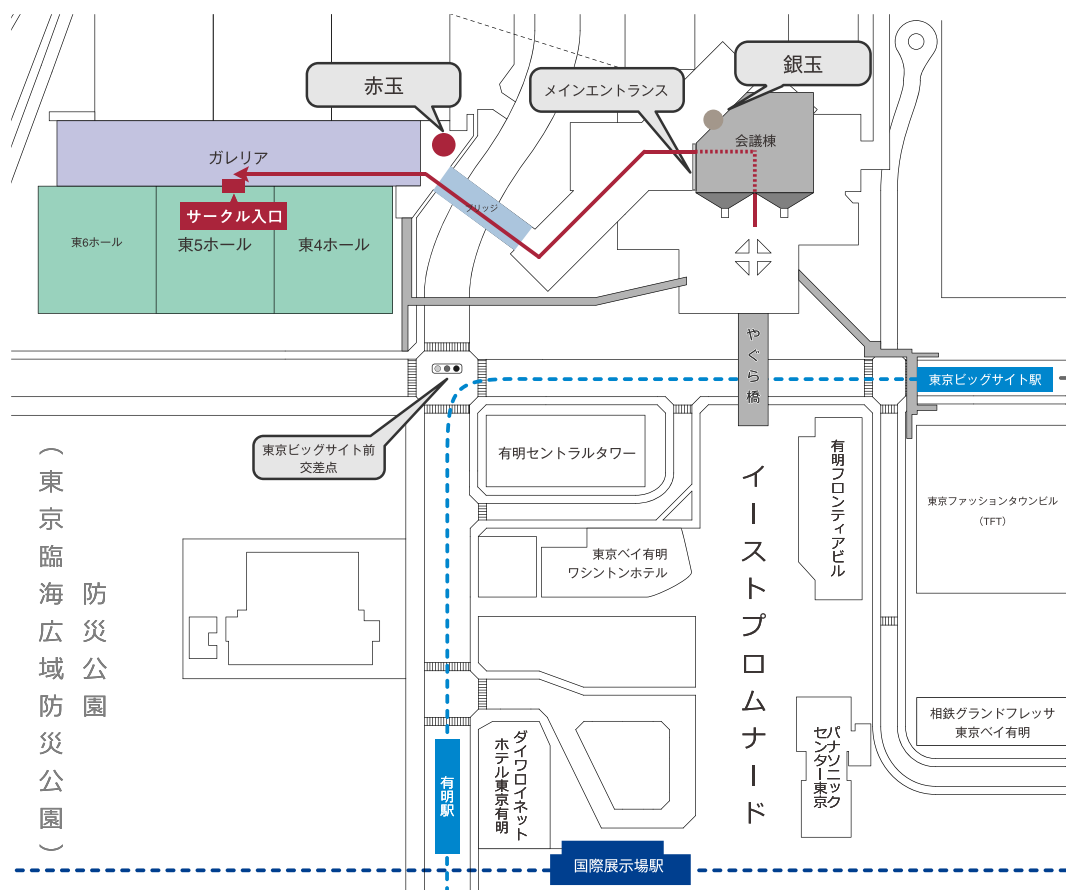 赤玉
メインエントランス
銀玉
ガレリア
会議棟
サークル入口
ブリッジ
東6ホール
東5ホール
東4ホール
やぐら橋
東京ビッグサイト駅
東京ビッグサイト前
交差点
有明セントラルタワー
有明フロンティアビル
東京ファッションタウンビル
(TFT)
東京ベイ有明
ワシントンホテル
イーストプロムナード
防災公園
(東京臨海広域防災公園)
相鉄グランドフレッサ
東京ベイ有明
パナソニック
センター東京
ダイワロイネット
ホテル東京有明
有明駅
国際展示場駅